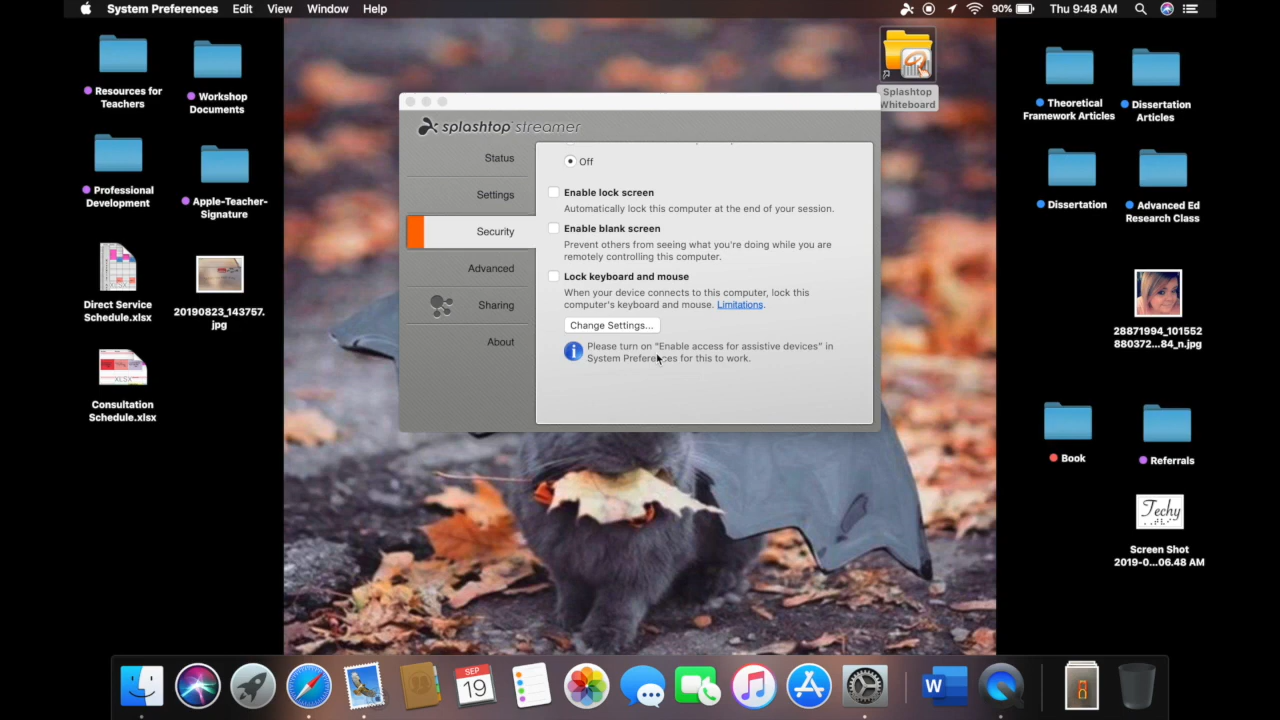 System Preferences Edit View Window Help
90% Thu 9:48 AM
Resources for
Teachers
Workshop
Documents
Professional
Development
Apple-Teacher-
Signature
Direct Service
Schedule.xlsx
20190823_143757.
jpg
XLSX
Consultation
Schedule.xlsx
Splashtop
Whiteboard
splashtop streamer
Status
Settings
Security
Advanced
Sharing
About
Off
Enable lock screen
Automatically lock this computer at the end of your session.
Enable blank screen
Prevent others from seeing what you're doing while you are
remotely controlling this computer.
Lock keyboard and mouse
When your device connects to this computer, lock this
computer's keyboard and mouse. Limitations.
Change Settings...
Please turn on "Enable access for assistive devices" in
System Preferences for this to work.
Theoretical
Framework Articles
Dissertation
Articles
Dissertation
Advanced Ed
Research Class
28871994_101552
880372...84_n.jpg
Book
Referrals
Techy
Screen Shot
2019-0...06.48 AM
SEP
19
W